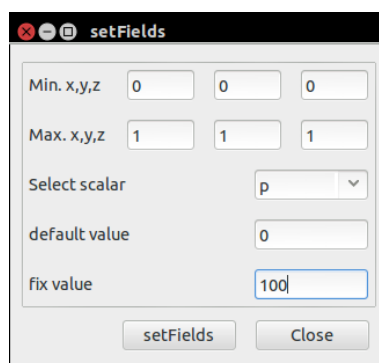 setFields
Min. x,y,z 0 0 0
Max. x,y,z 1 1 1
Select scalar p
default value 0
fix value 100
setFields Close